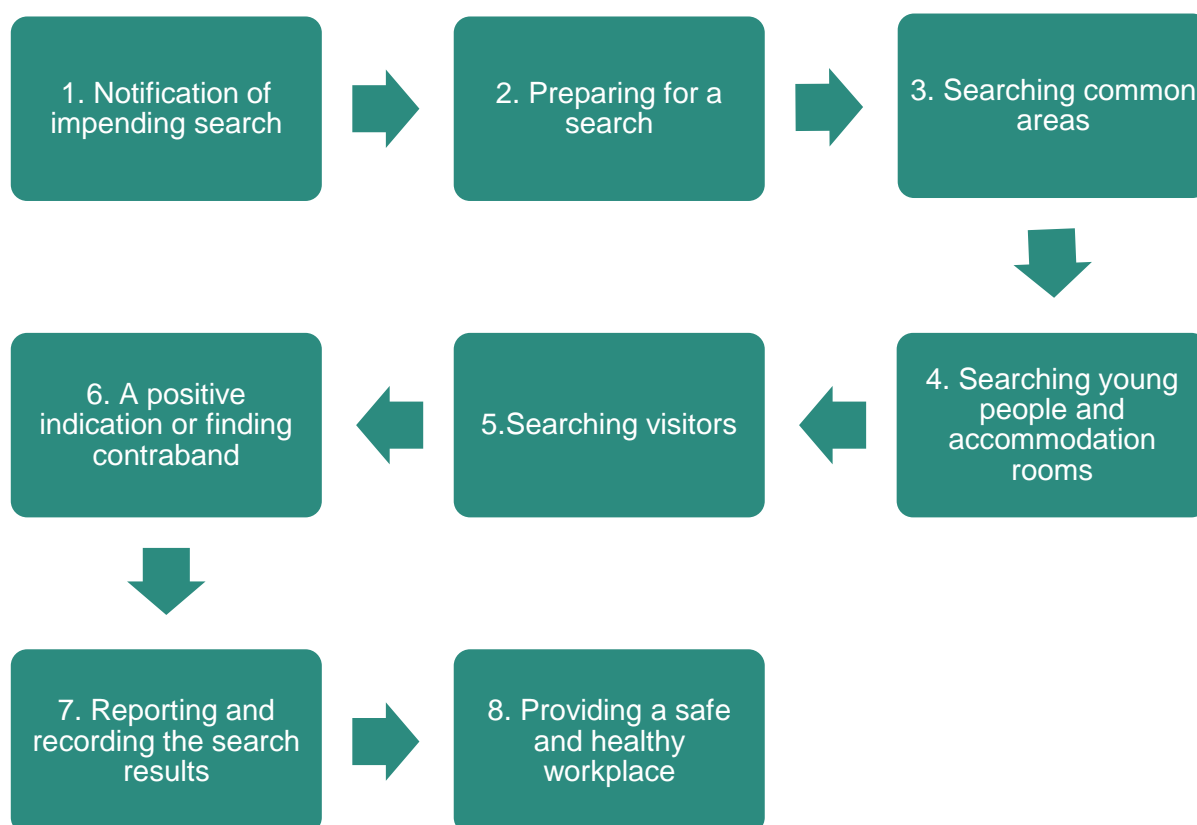 1. Notification of
impending search
2. Preparing for a
search
3. Searching common
areas
4. Searching young
people and
accommodation
rooms
5.Searching visitors
6. A positive
indication or finding
contraband
7. Reporting and
recording the search
results
8. Providing a safe
and healthy
workplace